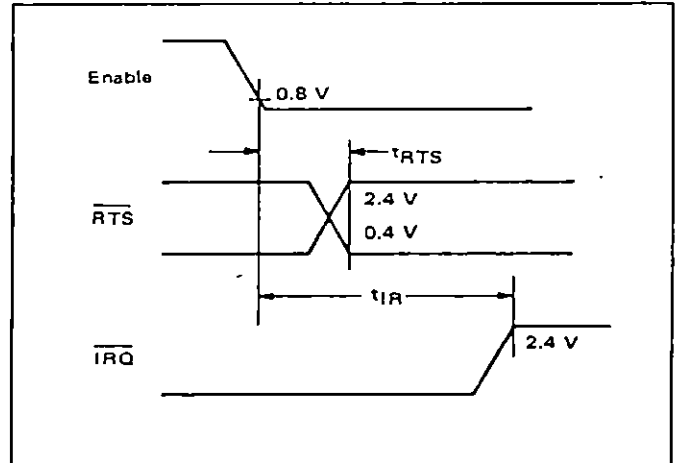 Enable
0.8 V
tRTS
RTS
2.4 V
0.4 V
tIR
IRQ
2.4 V